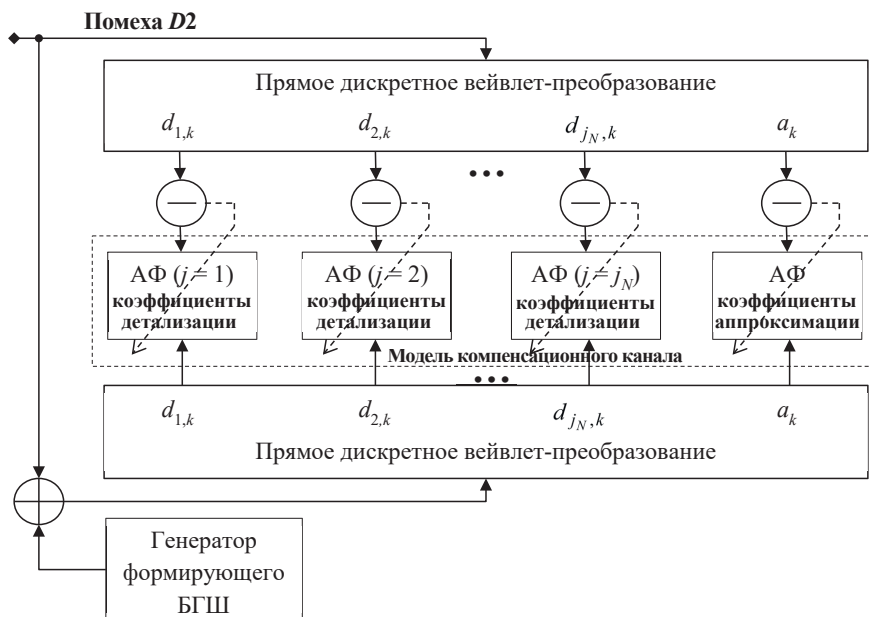 Помеха D2
Прямое дискретное вейвлет-преобразование
d1,k d2,k djN,k ak
•••
АФ (j = 1) АФ (j = 2) АФ (j = jN) АФ
коэффициенты коэффициенты коэффициенты коэффициенты
детализации детализации детализации аппроксимации
Модель компенсационного канала
•••
d1,k d2,k djN,k ak
Прямое дискретное вейвлет-преобразование
Генератор
формирующего
БГШ